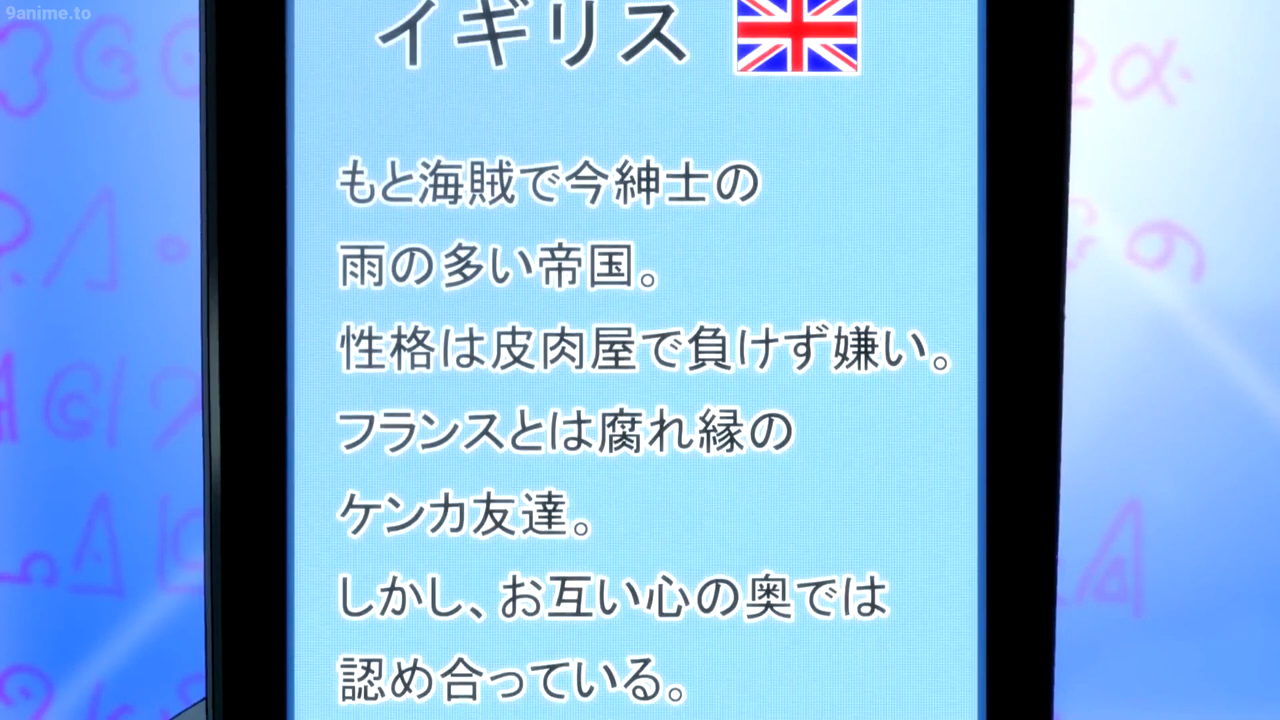 9anime.to
イギリス
もと海賊で今紳士の
雨の多い帝国。
性格は皮肉屋で負けず嫌い。
フランスとは腐れ縁の
ケンカ友達。
しかし、お互い心の奥では
認め合っている。